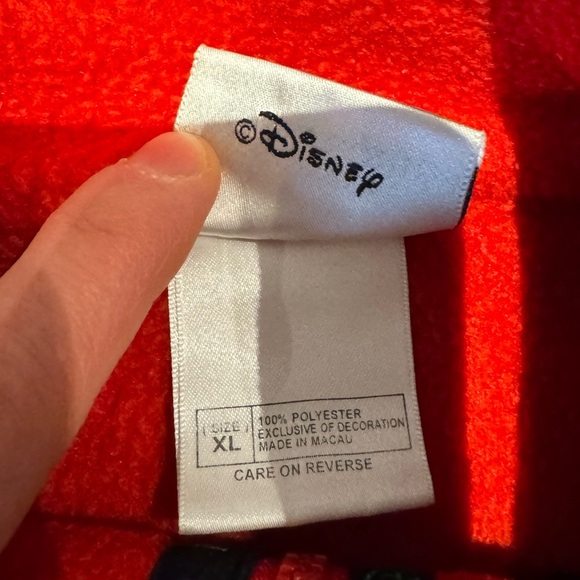 © Disney
( SIZE )
XL
100% POLYESTER
EXCLUSIVE OF DECORATION
MADE IN MACAU
CARE ON REVERSE